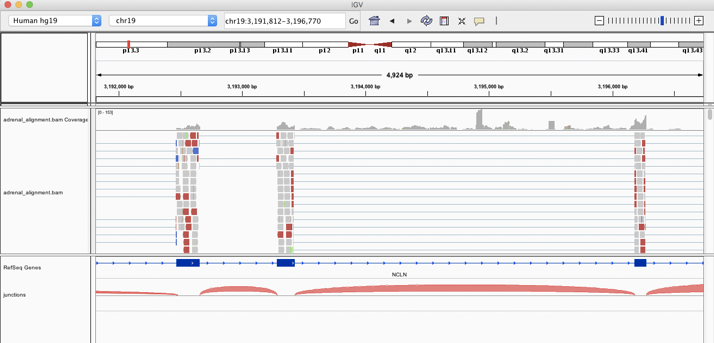 IGV
Human hg19 chr19 chr19:3,191,812-3,196,770 Go
p13.3 p13.2 p13.13 p13.11 p12 p11 q11 q12 q13.11 q13.12 q13.2 q13.31 q13.33 q13.41 q13.43
4,924 bp
3,192,000 bp 3,193,000 bp 3,194,000 bp 3,195,000 bp 3,196,000 bp
adrenal_alignment.bam Coverage
[0 - 153]
adrenal_alignment.bam
RefSeq Genes
NCLN
junctions